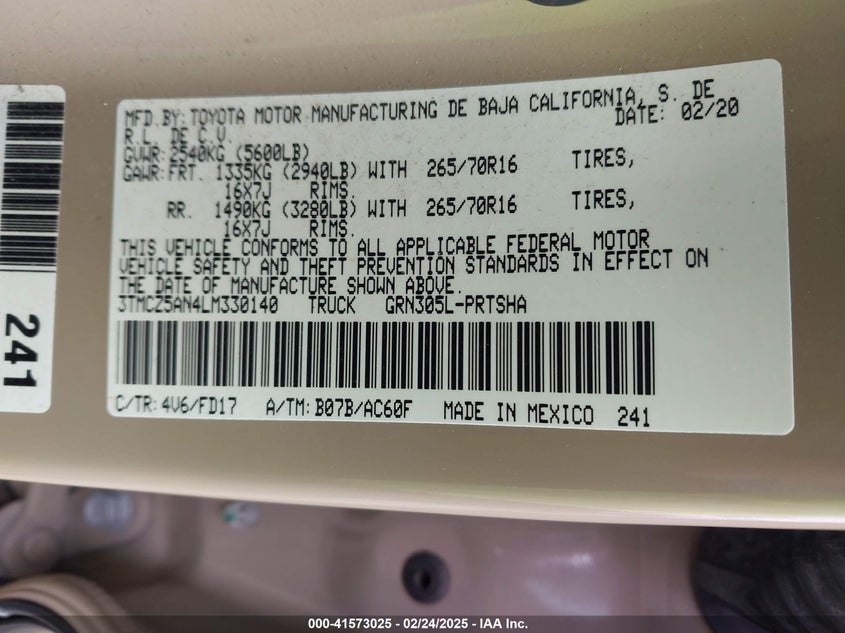 MFD.BY:TOYOTA MOTOR MANUFACTURING DE BAJA CALIFORNIA, S. DE
R.L. DE C.V. DATE: 02/20
GVWR:2540KG (5600LB)
GAWR:FRT. 1335KG (2940LB) WITH 265/70R16 TIRES,
16X7J RIMS.
RR. 1490KG (3280LB) WITH 265/70R16 TIRES,
16X7J RIMS.
THIS VEHICLE CONFORMS TO ALL APPLICABLE FEDERAL MOTOR
VEHICLE SAFETY AND THEFT PREVENTION STANDARDS IN EFFECT ON
THE DATE OF MANUFACTURE SHOWN ABOVE.
3TMCZ5AN4LM330140 TRUCK GRN305L-PRTSHA
C/TR:4V6/FD17 A/TM:B07B/AC60F MADE IN MEXICO 241
241
000-41573025 - 02/24/2025 - IAA Inc.